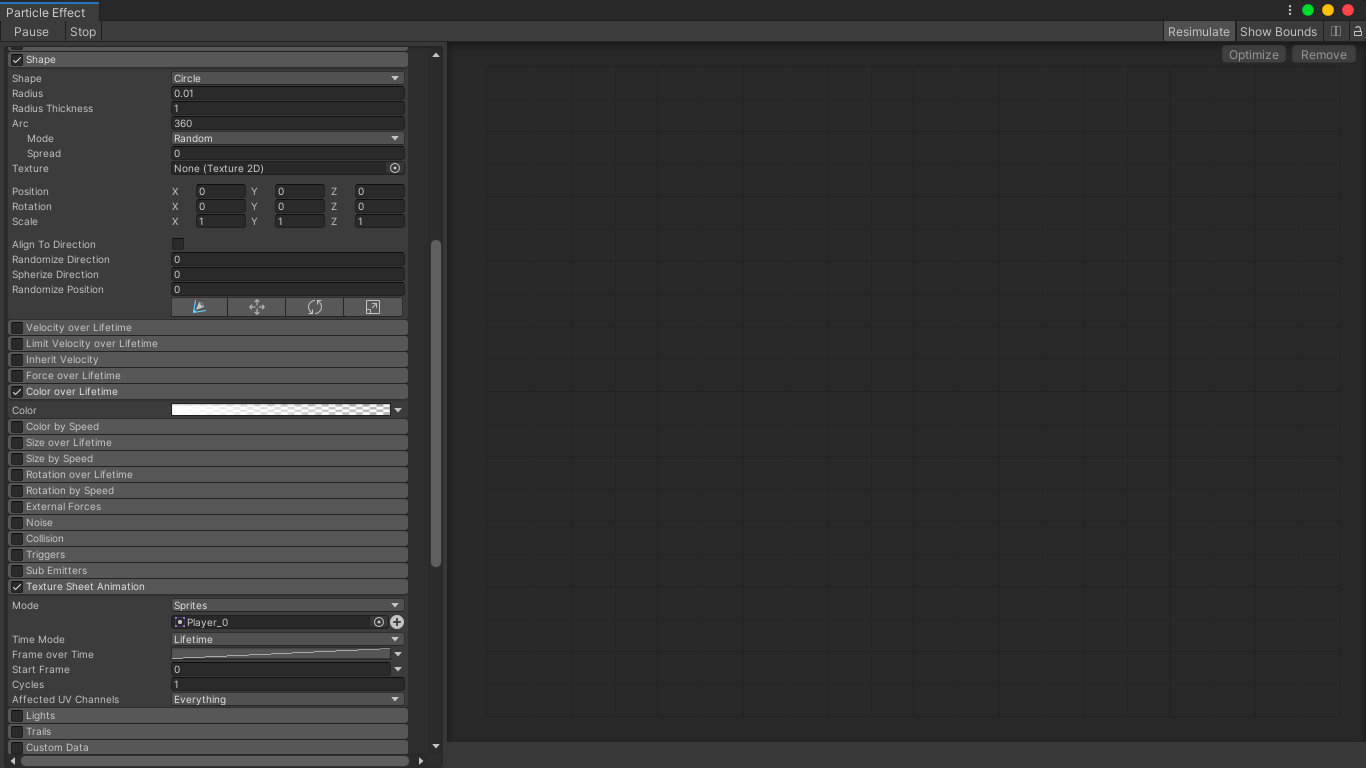 Particle Effect
Pause Stop Resimulate Show Bounds
Optimize Remove
Shape
Shape Circle
Radius 0.01
Radius Thickness 1
Arc 360
Mode Random
Spread 0
Texture None (Texture 2D)
Position X 0 Y 0 Z 0
Rotation X 0 Y 0 Z 0
Scale X 1 Y 1 Z 1
Align To Direction
Randomize Direction 0
Spherize Direction 0
Randomize Position 0
Velocity over Lifetime
Limit Velocity over Lifetime
Inherit Velocity
Force over Lifetime
Color over Lifetime
Color
Color by Speed
Size over Lifetime
Size by Speed
Rotation over Lifetime
Rotation by Speed
External Forces
Noise
Collision
Triggers
Sub Emitters
Texture Sheet Animation
Mode Sprites
Player_0
Time Mode Lifetime
Frame over Time
Start Frame 0
Cycles 1
Affected UV Channels Everything
Lights
Trails
Custom Data